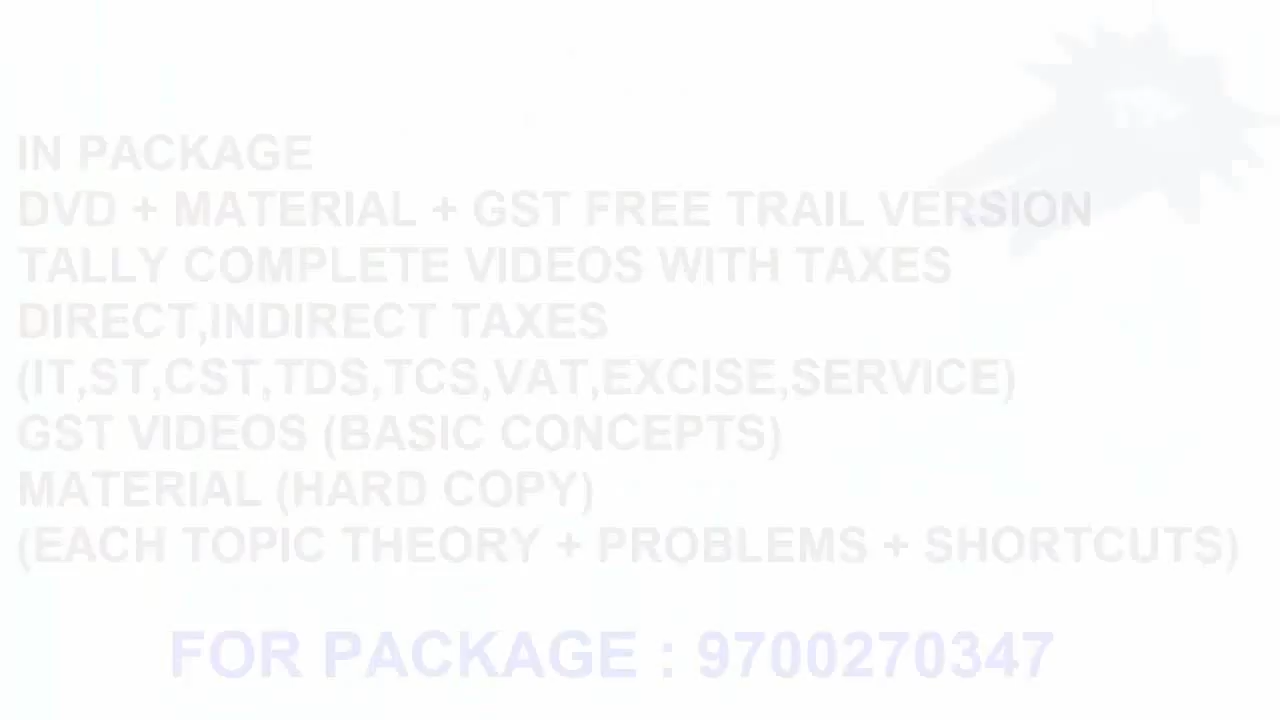 IN PACKAGE
DVD + MATERIAL + GST FREE TRAIL VERSION
TALLY COMPLETE VIDEOS WITH TAXES
DIRECT,INDIRECT TAXES
(IT,ST,CST,TDS,TCS,VAT,EXCISE,SERVICE)
GST VIDEOS (BASIC CONCEPTS)
MATERIAL (HARD COPY)
(EACH TOPIC THEORY + PROBLEMS + SHORTCUTS)
FOR PACKAGE : 9700270347